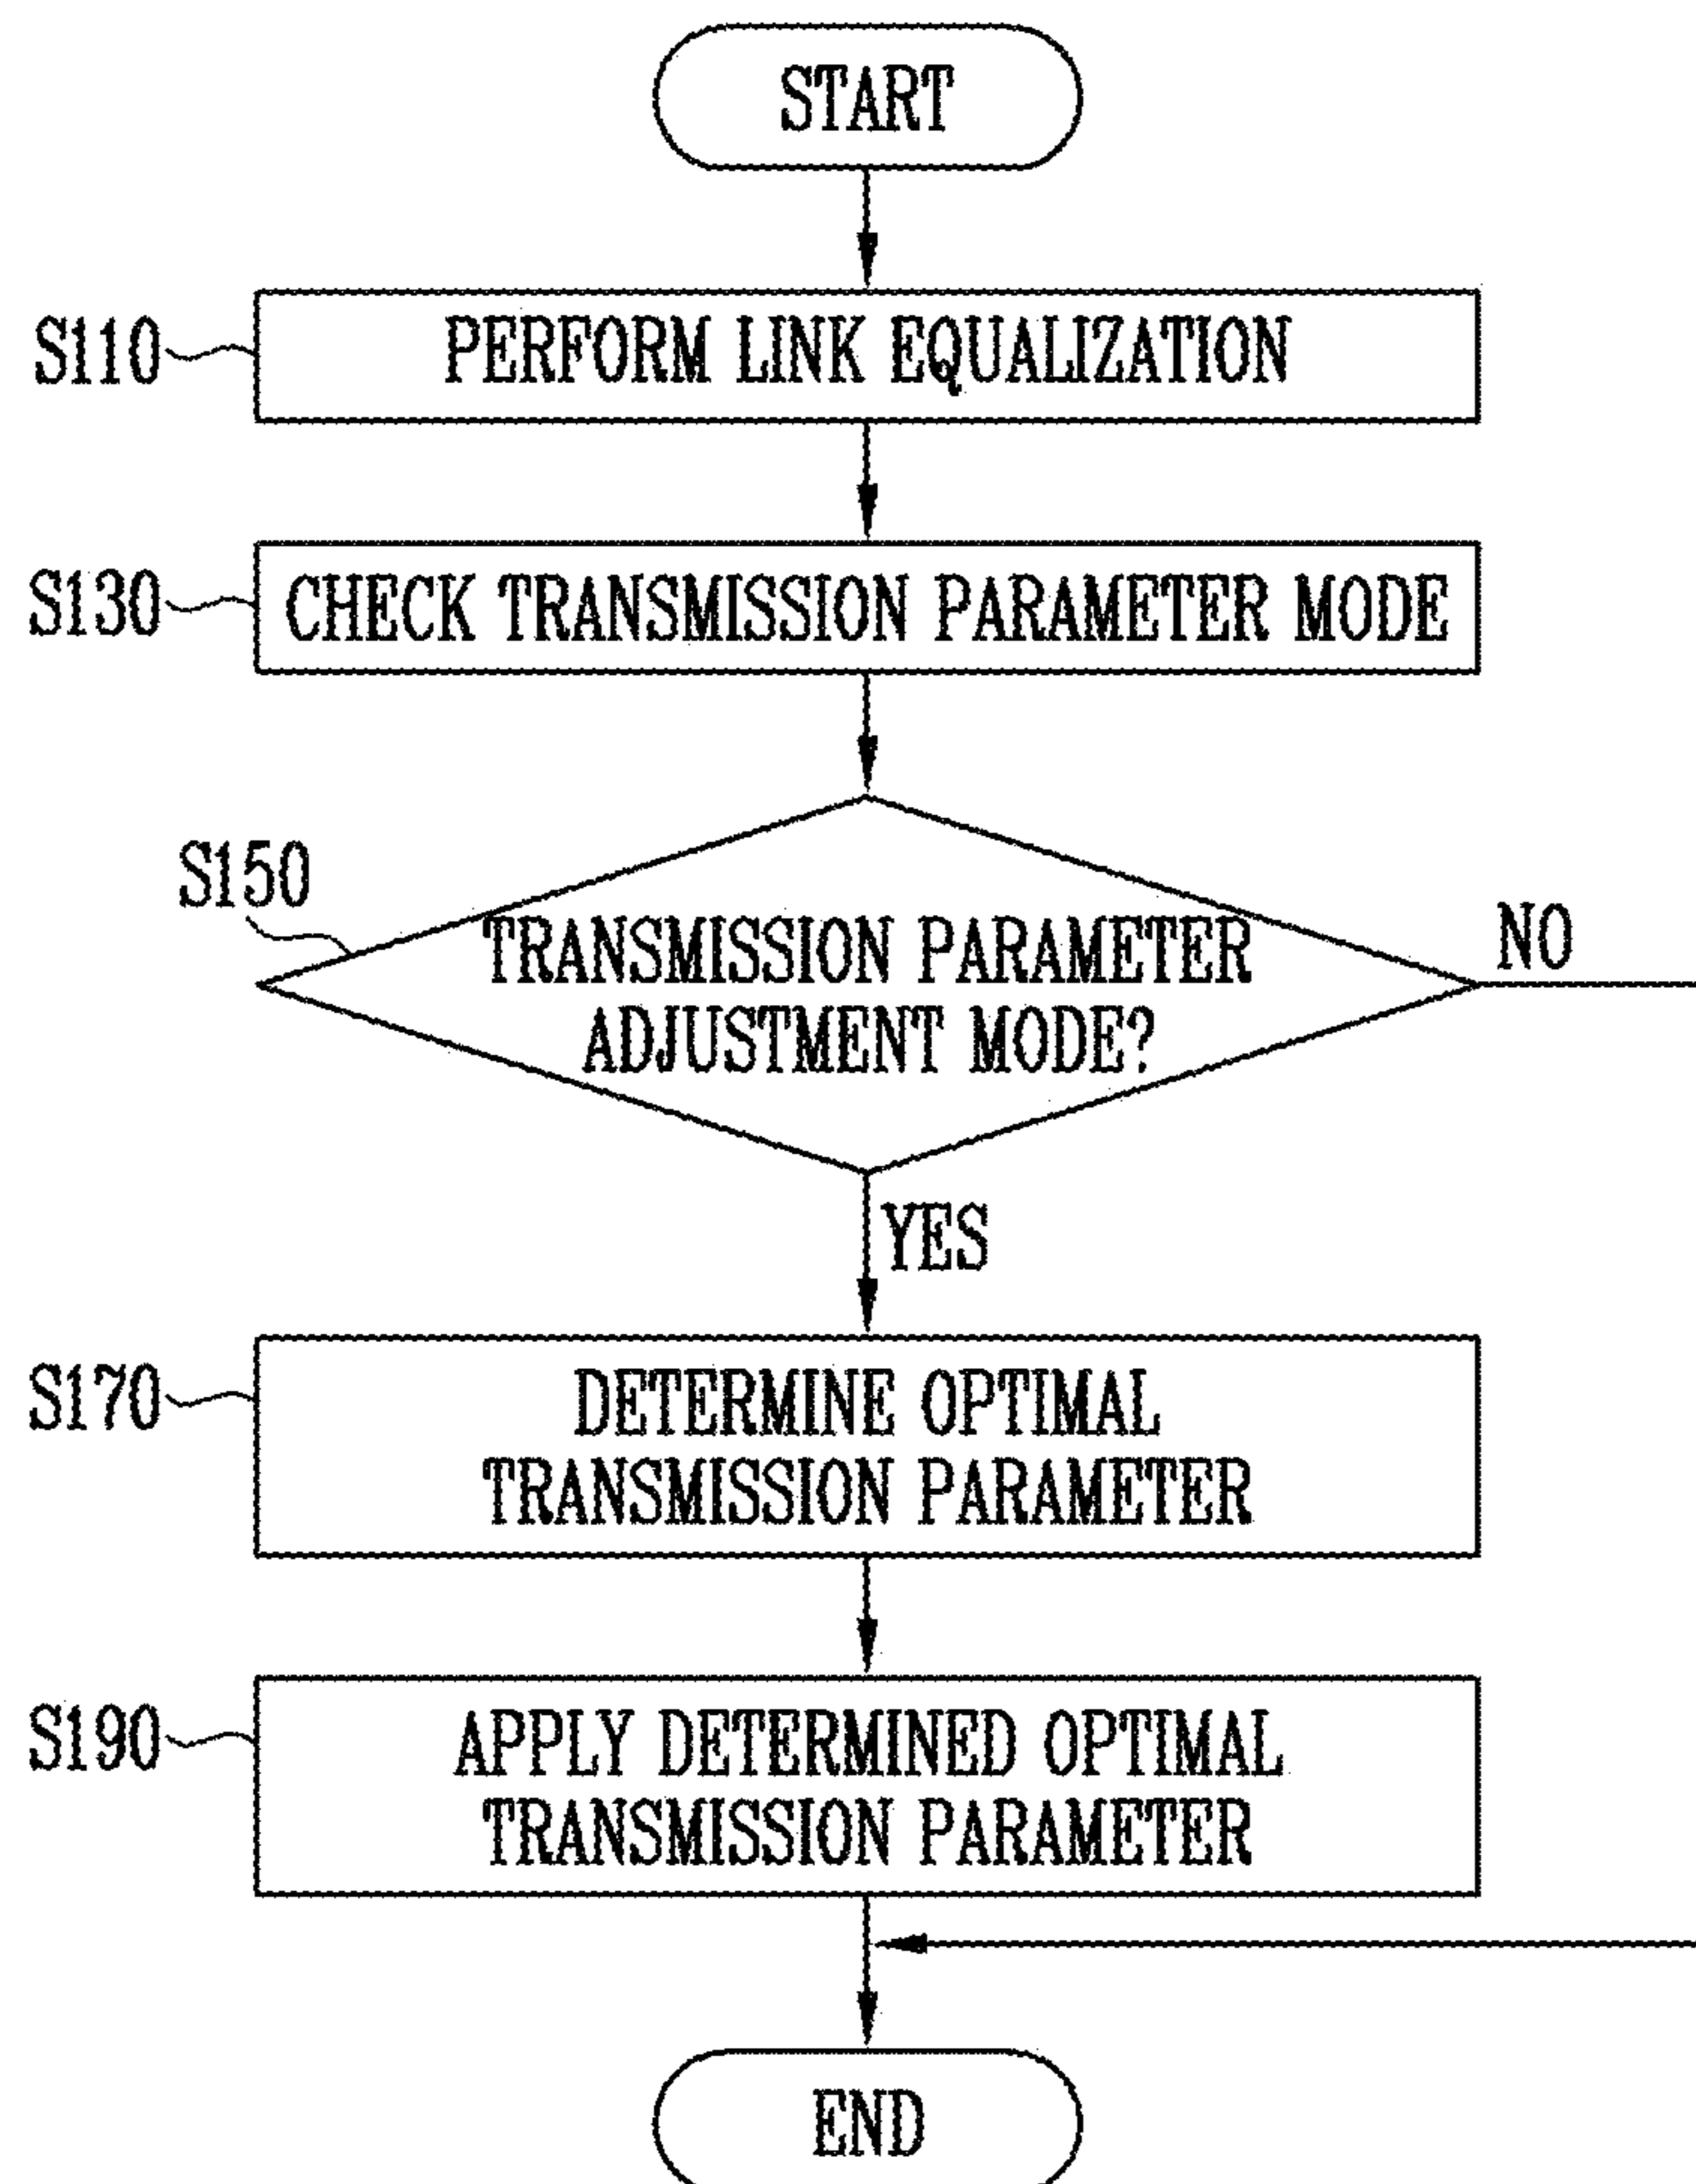 START
S110
PERFORM LINK EQUALIZATION
S130
CHECK TRANSMISSION PARAMETER MODE
S150
TRANSMISSION PARAMETER
ADJUSTMENT MODE?
NO
YES
S170
DETERMINE OPTIMAL
TRANSMISSION PARAMETER
S190
APPLY DETERMINED OPTIMAL
TRANSMISSION PARAMETER
END